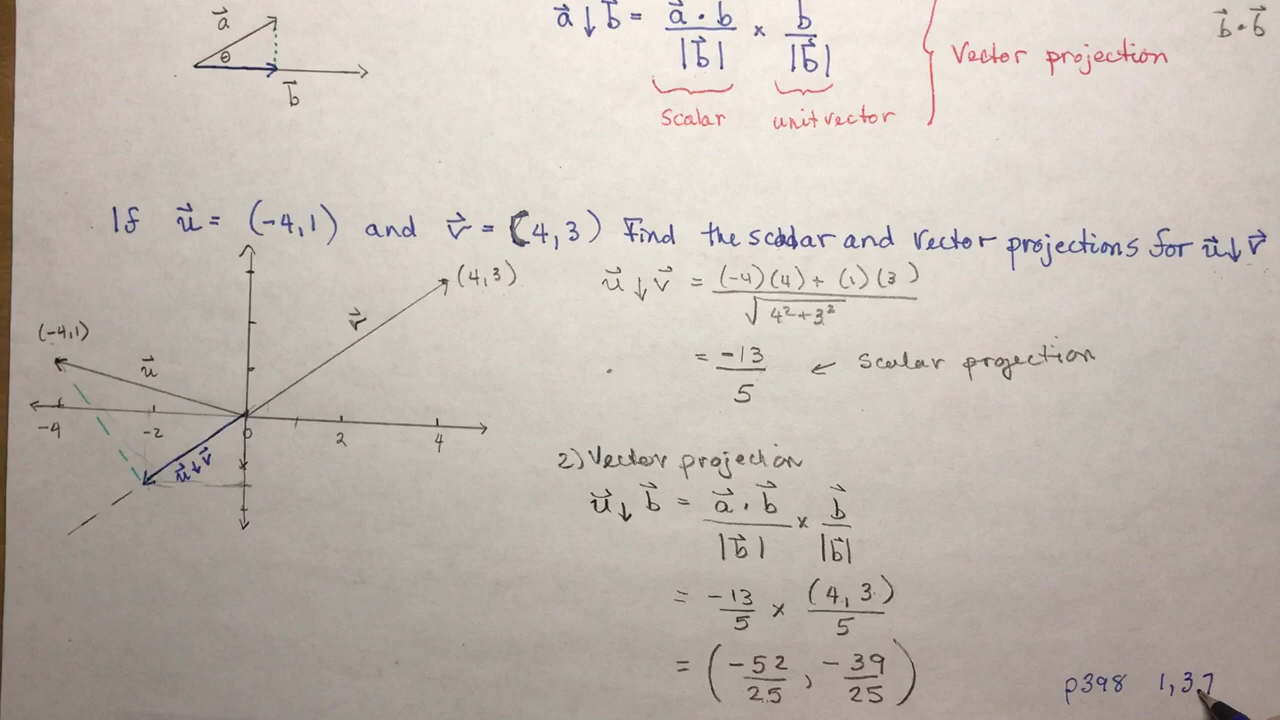 a⃗
θ
b⃗
a⃗ ↓ b⃗ = a⃗ · b / |b⃗| × b / |b⃗|
Scalar
unit vector
Vector projection
b⃗ · b⃗
If u⃗ = (-4,1) and v⃗ = (4,3) Find the scalar and vector projections for u⃗↓v⃗
(4,3)
v⃗
(-4,1)
u⃗
-4
-2
0
2
4
u⃗↓v⃗
u⃗ ↓ v⃗ = (-4)(4) + (1)(3) / √4²+3²
= -13 / 5 ← Scalar projection
2) Vector projection
u⃗ ↓ b⃗ = a⃗ · b⃗ / |b⃗| × b⃗ / |b⃗|
= -13 / 5 × (4,3) / 5
= (-52 / 25, -39 / 25)
p398 1,37